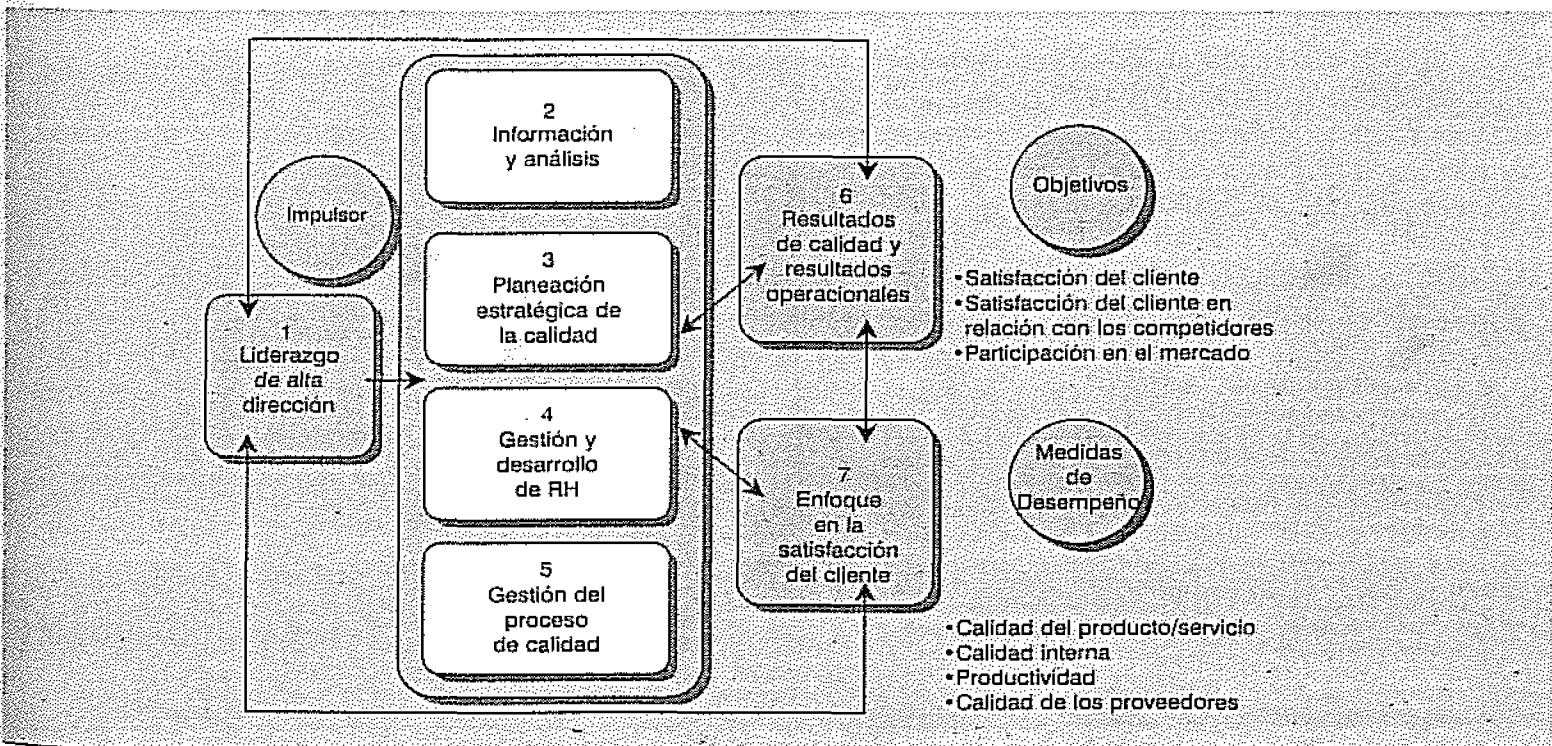 Impulsor
1
Liderazgo
de alta
dirección
2
Información
y análisis
3
Planeación
estratégica de
la calidad
4
Gestión y
desarrollo
de RH
5
Gestión del
proceso
de calidad
6
Resultados
de calidad y
resultados
operacionales
7
Enfoque
en la
satisfacción
del cliente
Objetivos
•Satisfacción del cliente
•Satisfacción del cliente en
relación con los competidores
•Participación en el mercado
Medidas
de
Desempeño
•Calidad del producto/servicio
•Calidad interna
•Productividad
•Calidad de los proveedores